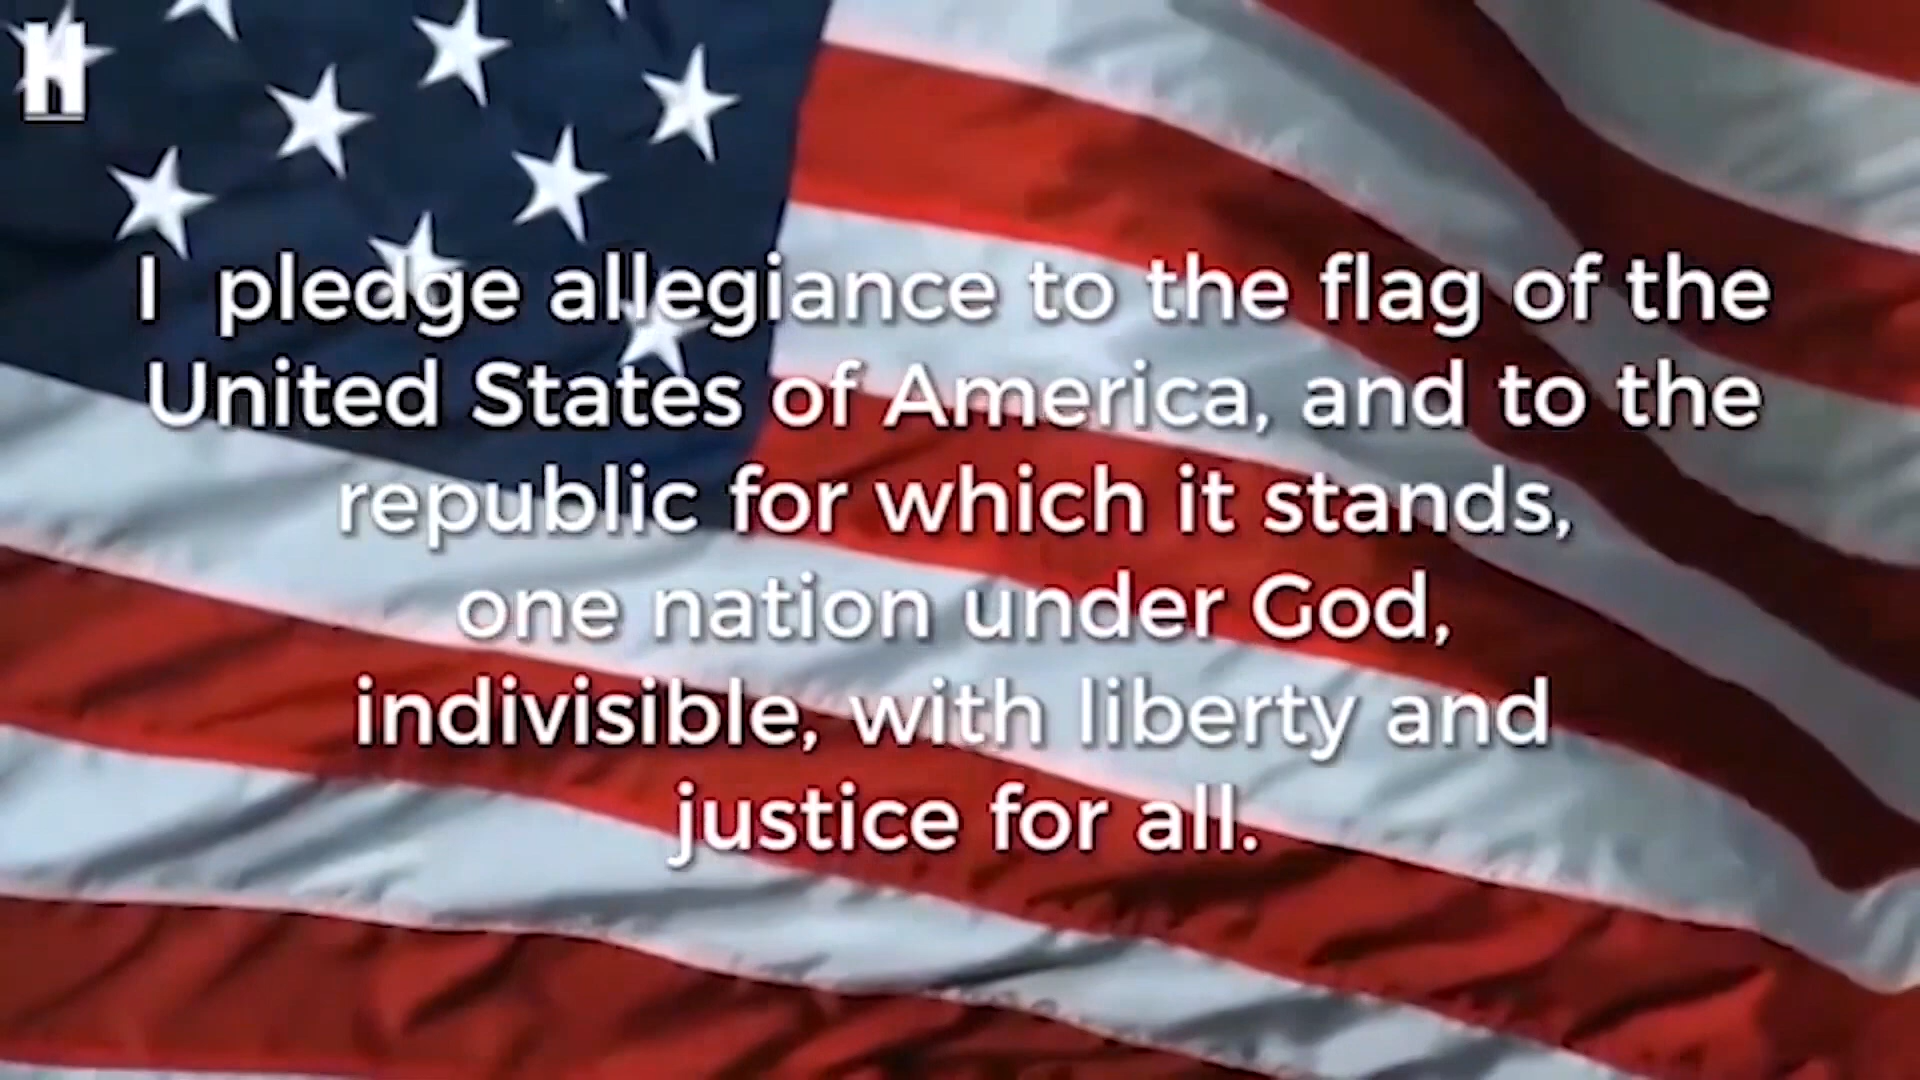 H
I pledge allegiance to the flag of the
United States of America, and to the
republic for which it stands,
one nation under God,
indivisible, with liberty and
justice for all.